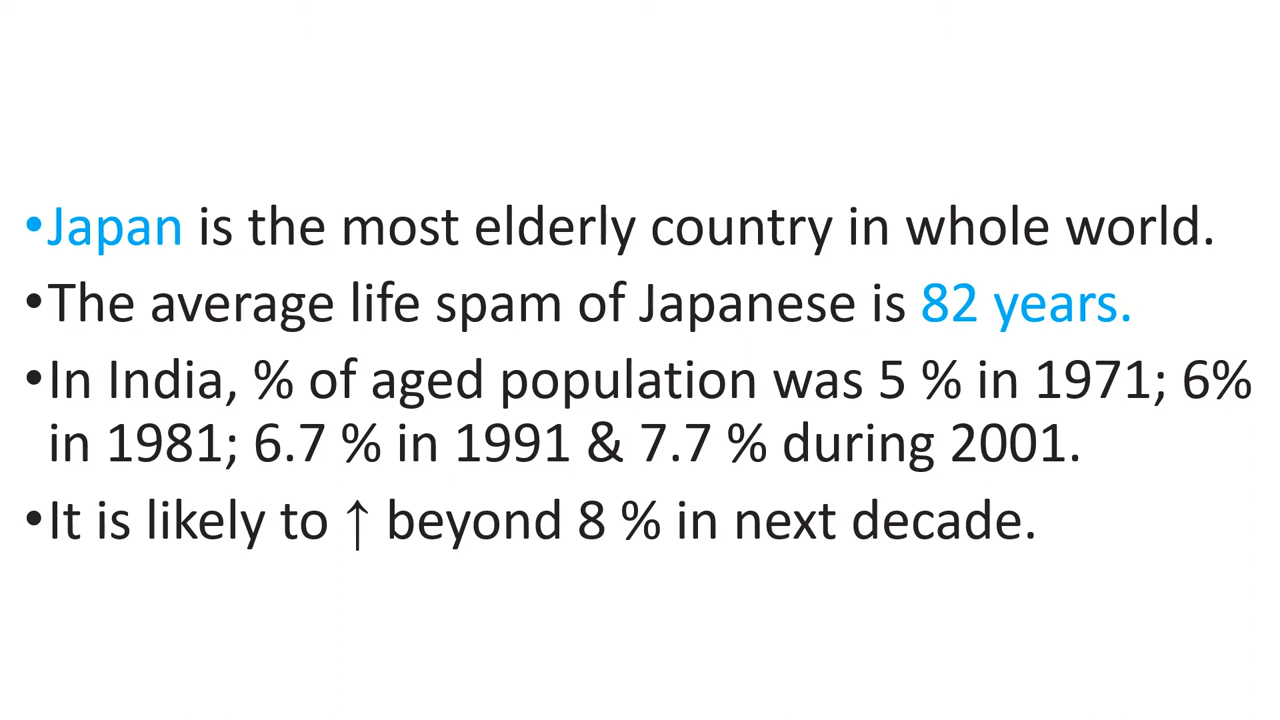 •Japan is the most elderly country in whole world.
•The average life spam of Japanese is 82 years.
•In India, % of aged population was 5 % in 1971; 6%
in 1981; 6.7 % in 1991 & 7.7 % during 2001.
•It is likely to ↑ beyond 8 % in next decade.